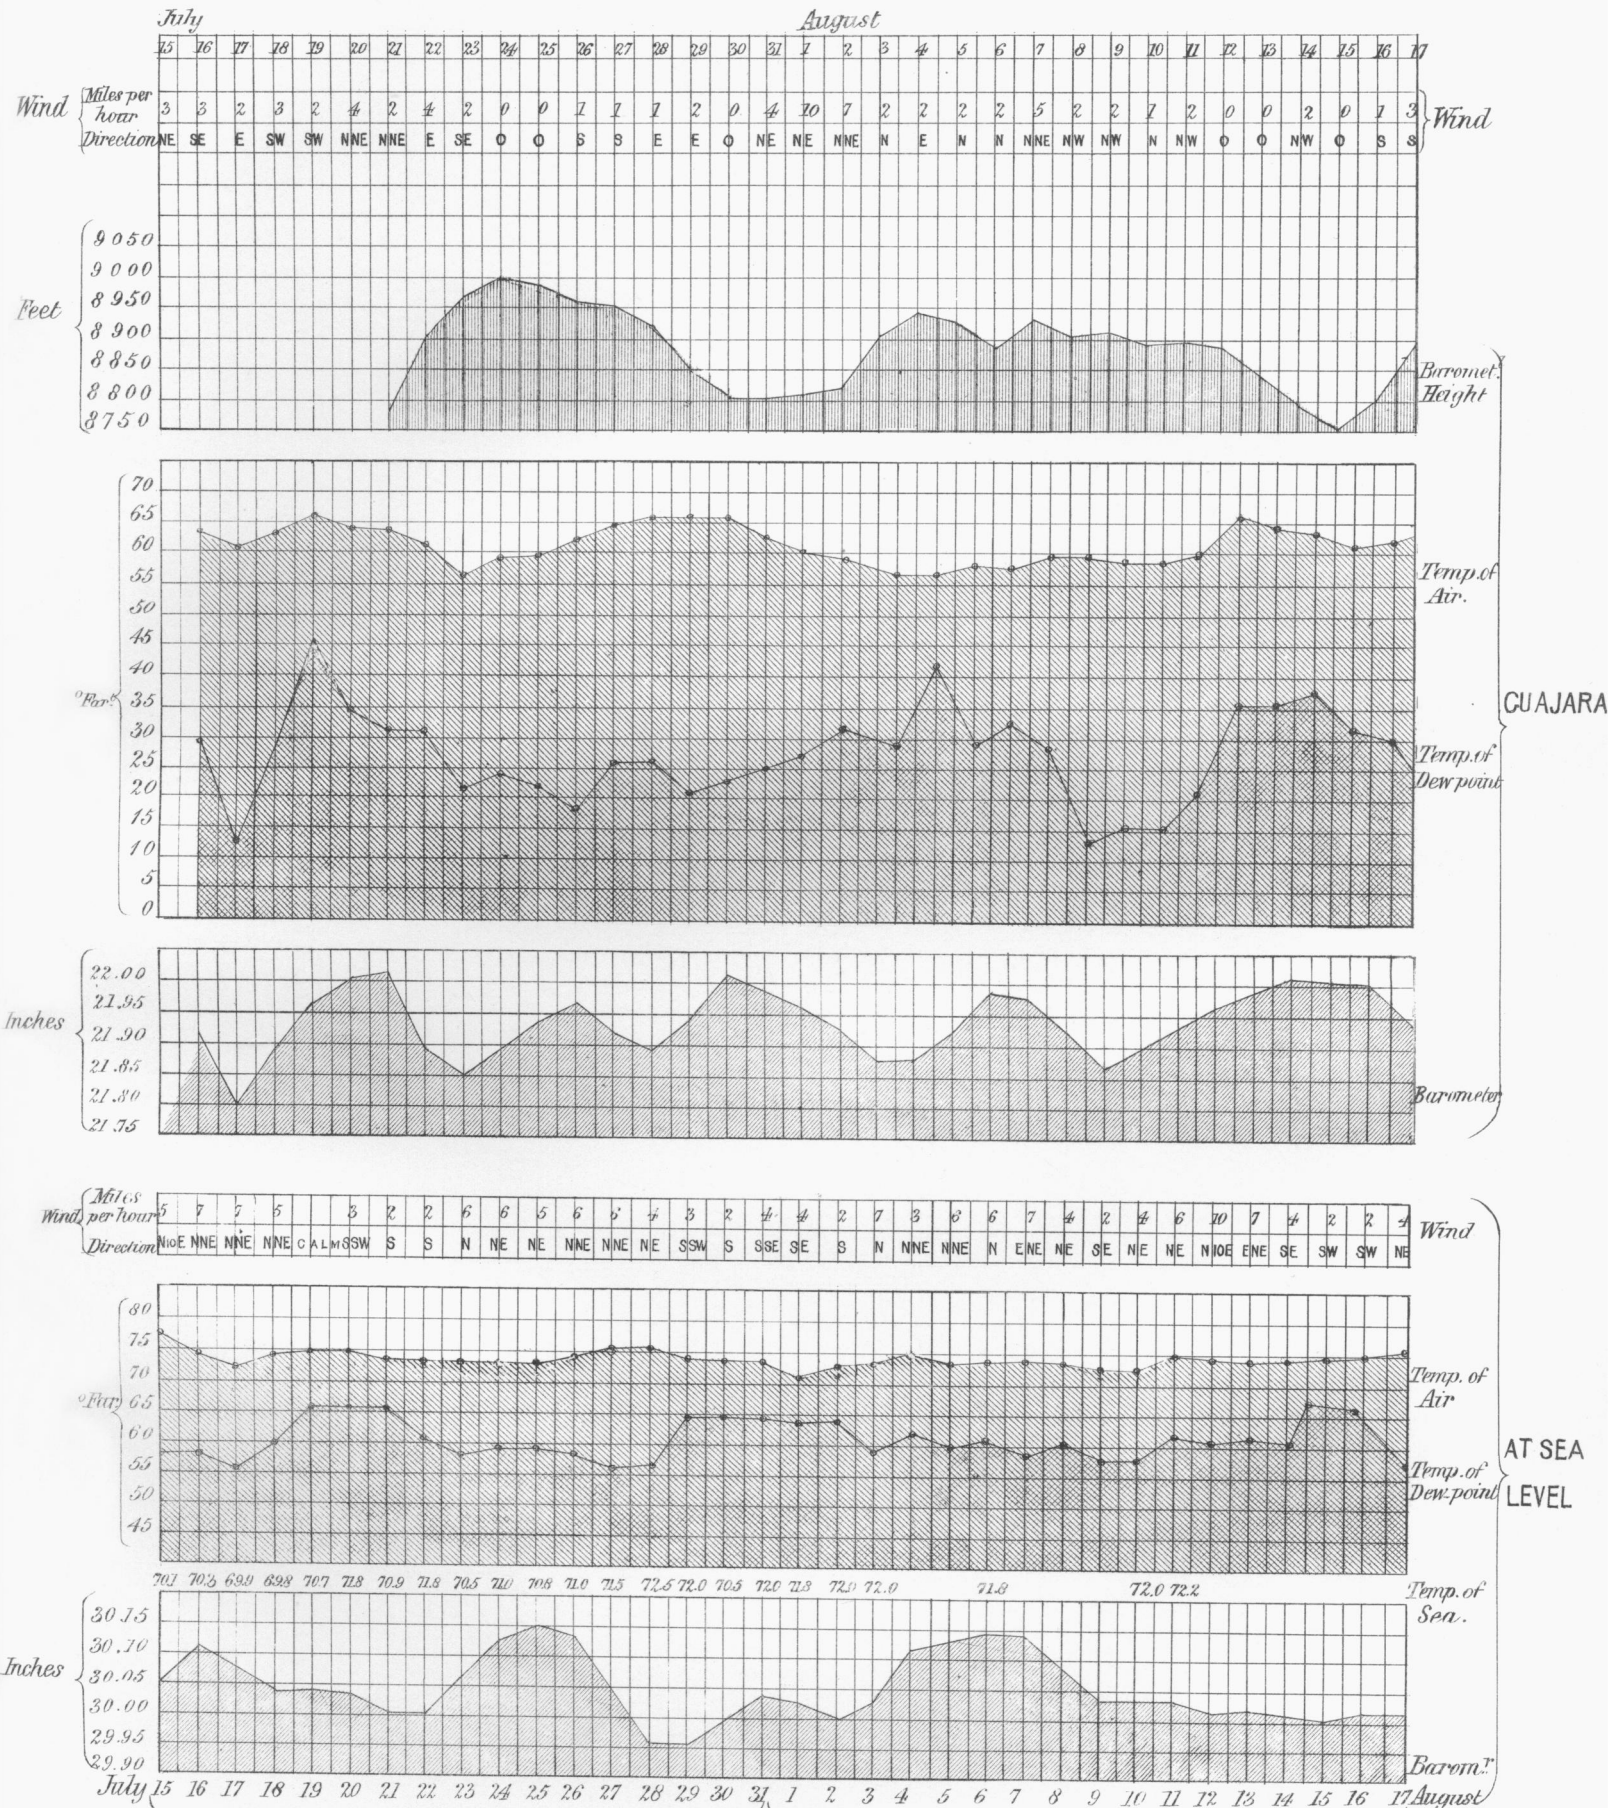 July August
15 16 17 18 19 20 21 22 23 24 25 26 27 28 29 30 31 1 2 3 4 5 6 7 8 9 10 11 12 13 14 15 16 17
Wind Miles per hour 3 3 2 3 2 4 2 4 2 0 0 1 1 1 2 0 4 10 7 2 2 2 2 5 2 2 1 2 0 0 2 0 1 3 Wind
Direction NE SE E SW SW NNE NNE E SE O O S S E E O NE NE NNE N E N N NNE NW NW N NW O O NW O S S
Feet
9050
9000
8950
8900
8850
8800
8750
Baromet.r
Height
70
65
60
55
50
45
40
35
30
25
20
15
10
5
0
°Far.t
Temp. of
Air.
Temp. of
Dew point
GUAJARA
Inches
22.00
21.95
21.90
21.85
21.80
21.75
Barometer
Wind Miles per hour 5 7 7 5 3 2 2 6 6 5 6 6 4 3 2 4 4 2 7 3 6 6 7 4 2 4 6 10 7 4 2 2 4 Wind
Direction N10E NNE NNE NNE CALM SSW S S N NE NE NNE NNE NE SSW S SSE SE S N NNE NNE N ENE NE SE NE NE N10E ENE SE SW SW NE
80
75
70
65
60
55
50
45
°Far.
Temp. of
Air
Temp. of
Dew-point
AT SEA
LEVEL
70.1 70.3 69.9 69.8 70.7 71.8 70.9 71.8 70.5 71.0 70.8 71.0 71.5 72.5 72.0 70.5 72.0 71.8 72.9 72.0 71.8 72.0 72.2 Temp. of
Sea.
Inches
30.15
30.10
30.05
30.00
29.95
29.90
Barom.r
July 15 16 17 18 19 20 21 22 23 24 25 26 27 28 29 30 31 1 2 3 4 5 6 7 8 9 10 11 12 13 14 15 16 17 August